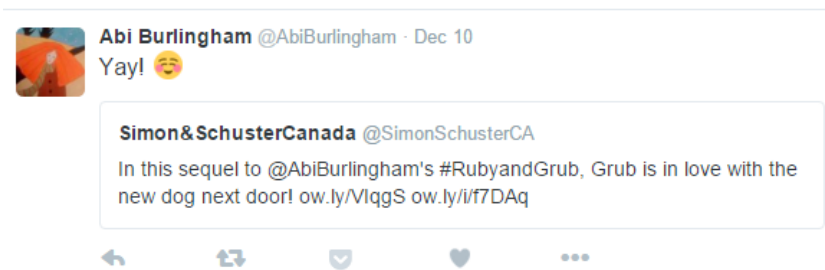 Abi Burlingham @AbiBurlingham · Dec 10
Yay! ☺️
Simon&SchusterCanada @SimonSchusterCA
In this sequel to @AbiBurlingham's #RubyandGrub, Grub is in love with the
new dog next door! ow.ly/VIqgS ow.ly/i/f7DAq